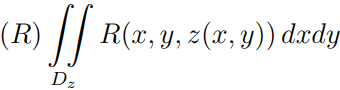 (R) ∬_{D_z} R(x, y, z(x, y)) dxdy